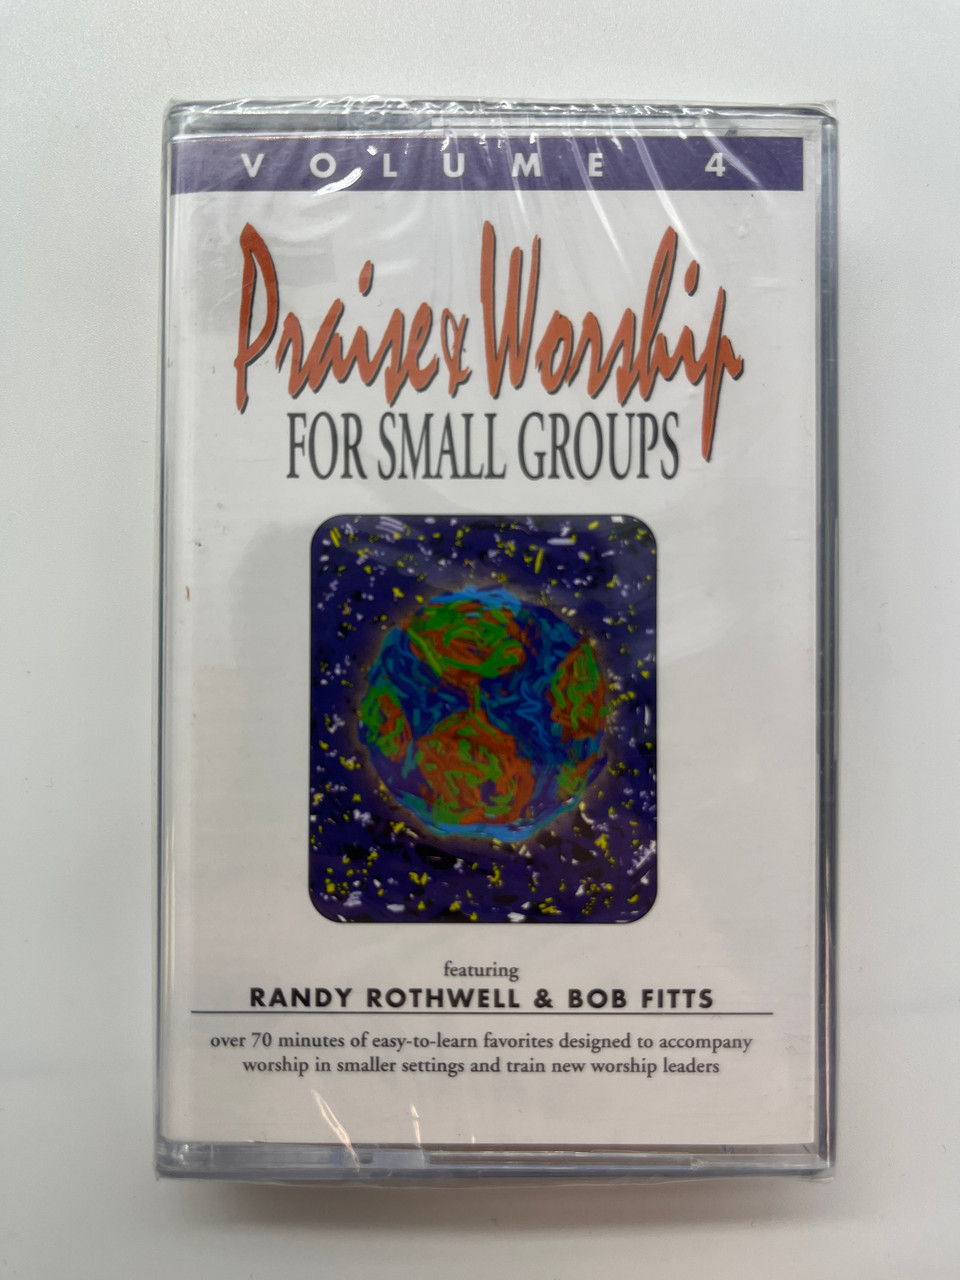 VOLUME 4
Praise & Worship
FOR SMALL GROUPS
featuring
RANDY ROTHWELL & BOB FITTS
over 70 minutes of easy-to-learn favorites designed to accompany
worship in smaller settings and train new worship leaders